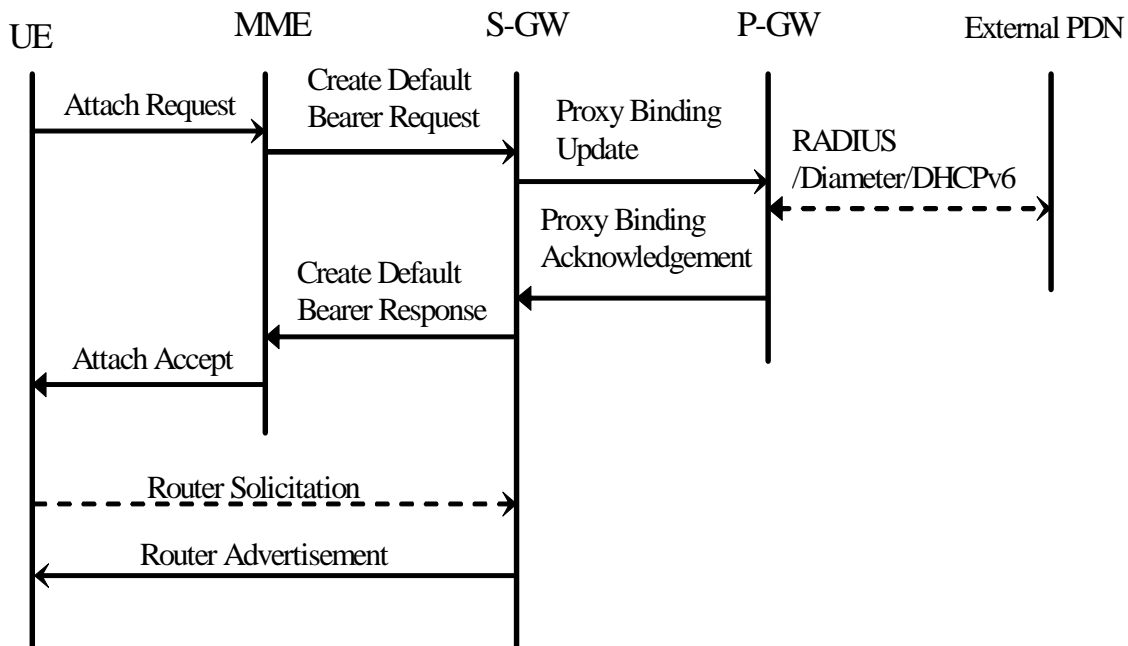 UE
MME
S-GW
P-GW
External PDN
Attach Request
Create Default
Bearer Request
Proxy Binding
Update
RADIUS
/Diameter/DHCPv6
Proxy Binding
Acknowledgement
Create Default
Bearer Response
Attach Accept
Router Solicitation
Router Advertisement